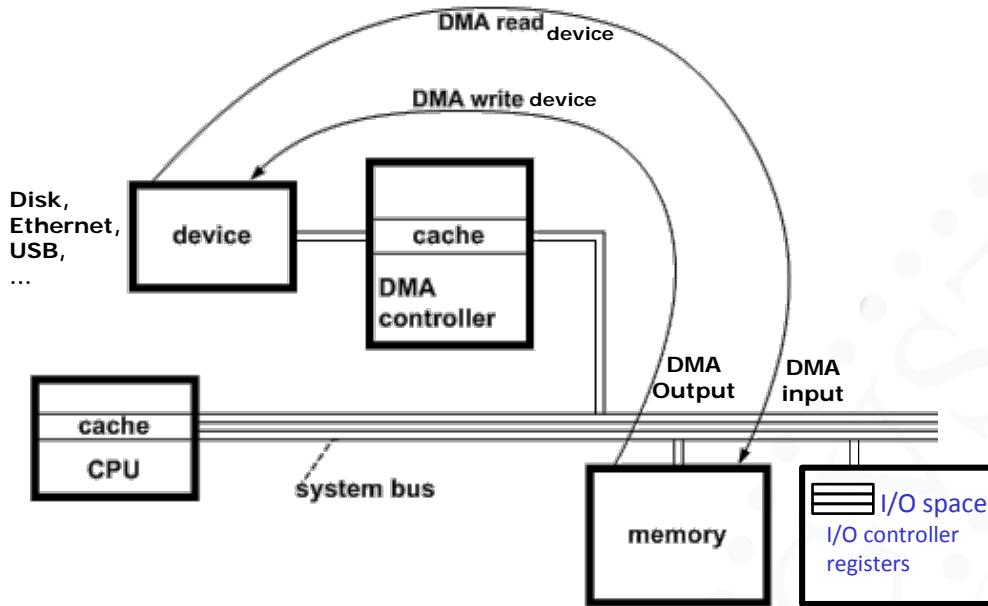 DMA read device
DMA write device
Disk,
Ethernet,
USB,
...
device
cache
DMA
controller
DMA
Output
DMA
input
cache
CPU
system bus
memory
I/O space
I/O controller
registers